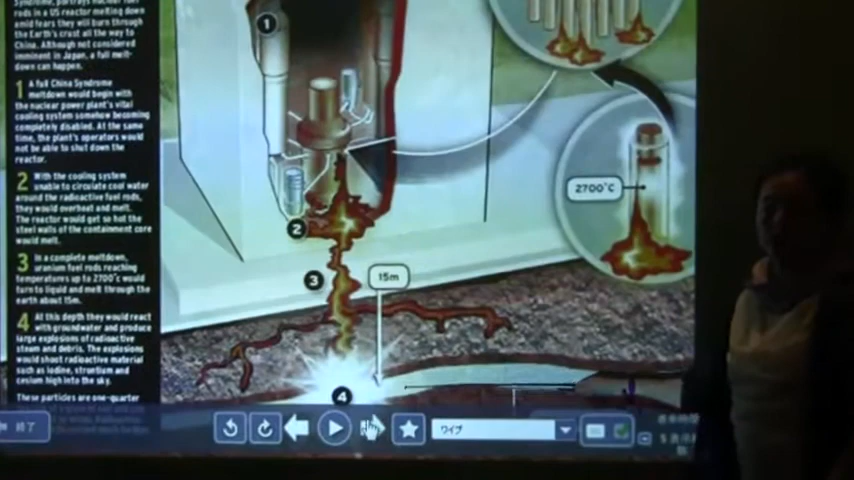 Syndrome, portrays nuclear fuel
rods in a US reactor melting down
amid fears they will burn through
the Earth's crust all the way to
China. Although not considered
imminent in Japan, a full melt-
down can happen.
1 A full China Syndrome
meltdown would begin with
the nuclear power plant's vital
cooling system somehow becoming
completely disabled. At the same
time, the plant's operators would
not be able to shut down the
reactor.
2 With the cooling system
unable to circulate cool water
around the radioactive fuel rods,
they would overheat and melt.
The reactor would get so hot the
steel walls of the containment core
would melt.
3 In a complete meltdown,
uranium fuel rods reaching
temperatures up to 2700°C would
turn to liquid and melt through the
earth about 15m.
4 At this depth they would react
with groundwater and produce
large explosions of radioactive
steam and debris. The explosions
would shoot radioactive material
such as iodine, strontium and
cesium high into the sky.
These particles are one-quarter
1
2700°C
2
3
15m
4
終了
ワイプ